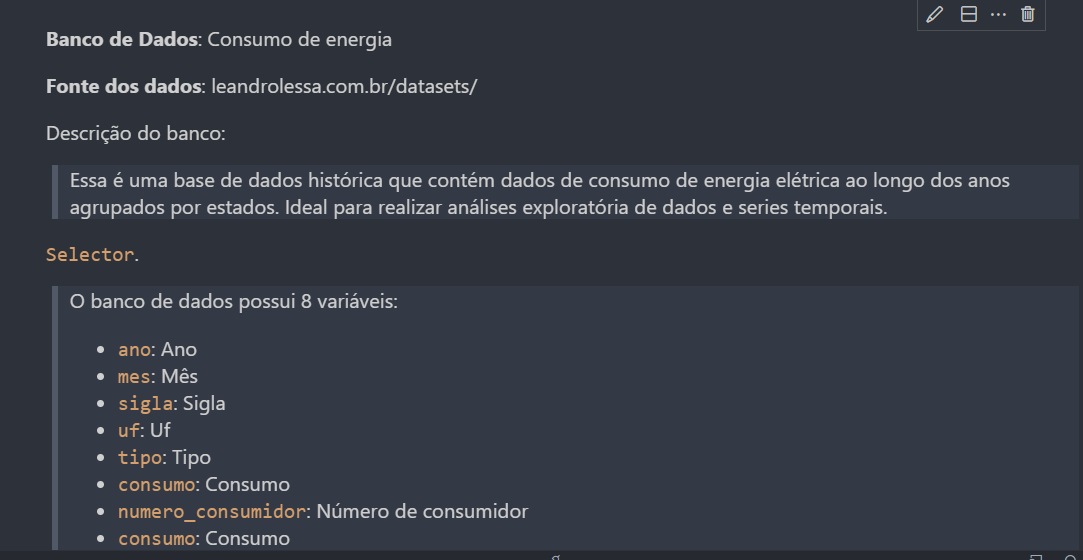 Banco de Dados: Consumo de energia
Fonte dos dados: leandrolessa.com.br/datasets/
Descrição do banco:
Essa é uma base de dados histórica que contém dados de consumo de energia elétrica ao longo dos anos
agrupados por estados. Ideal para realizar análises exploratória de dados e series temporais.
Selector.
O banco de dados possui 8 variáveis:
• ano: Ano
• mes: Mês
• sigla: Sigla
• uf: Uf
• tipo: Tipo
• consumo: Consumo
• numero_consumidor: Número de consumidor
• consumo: Consumo